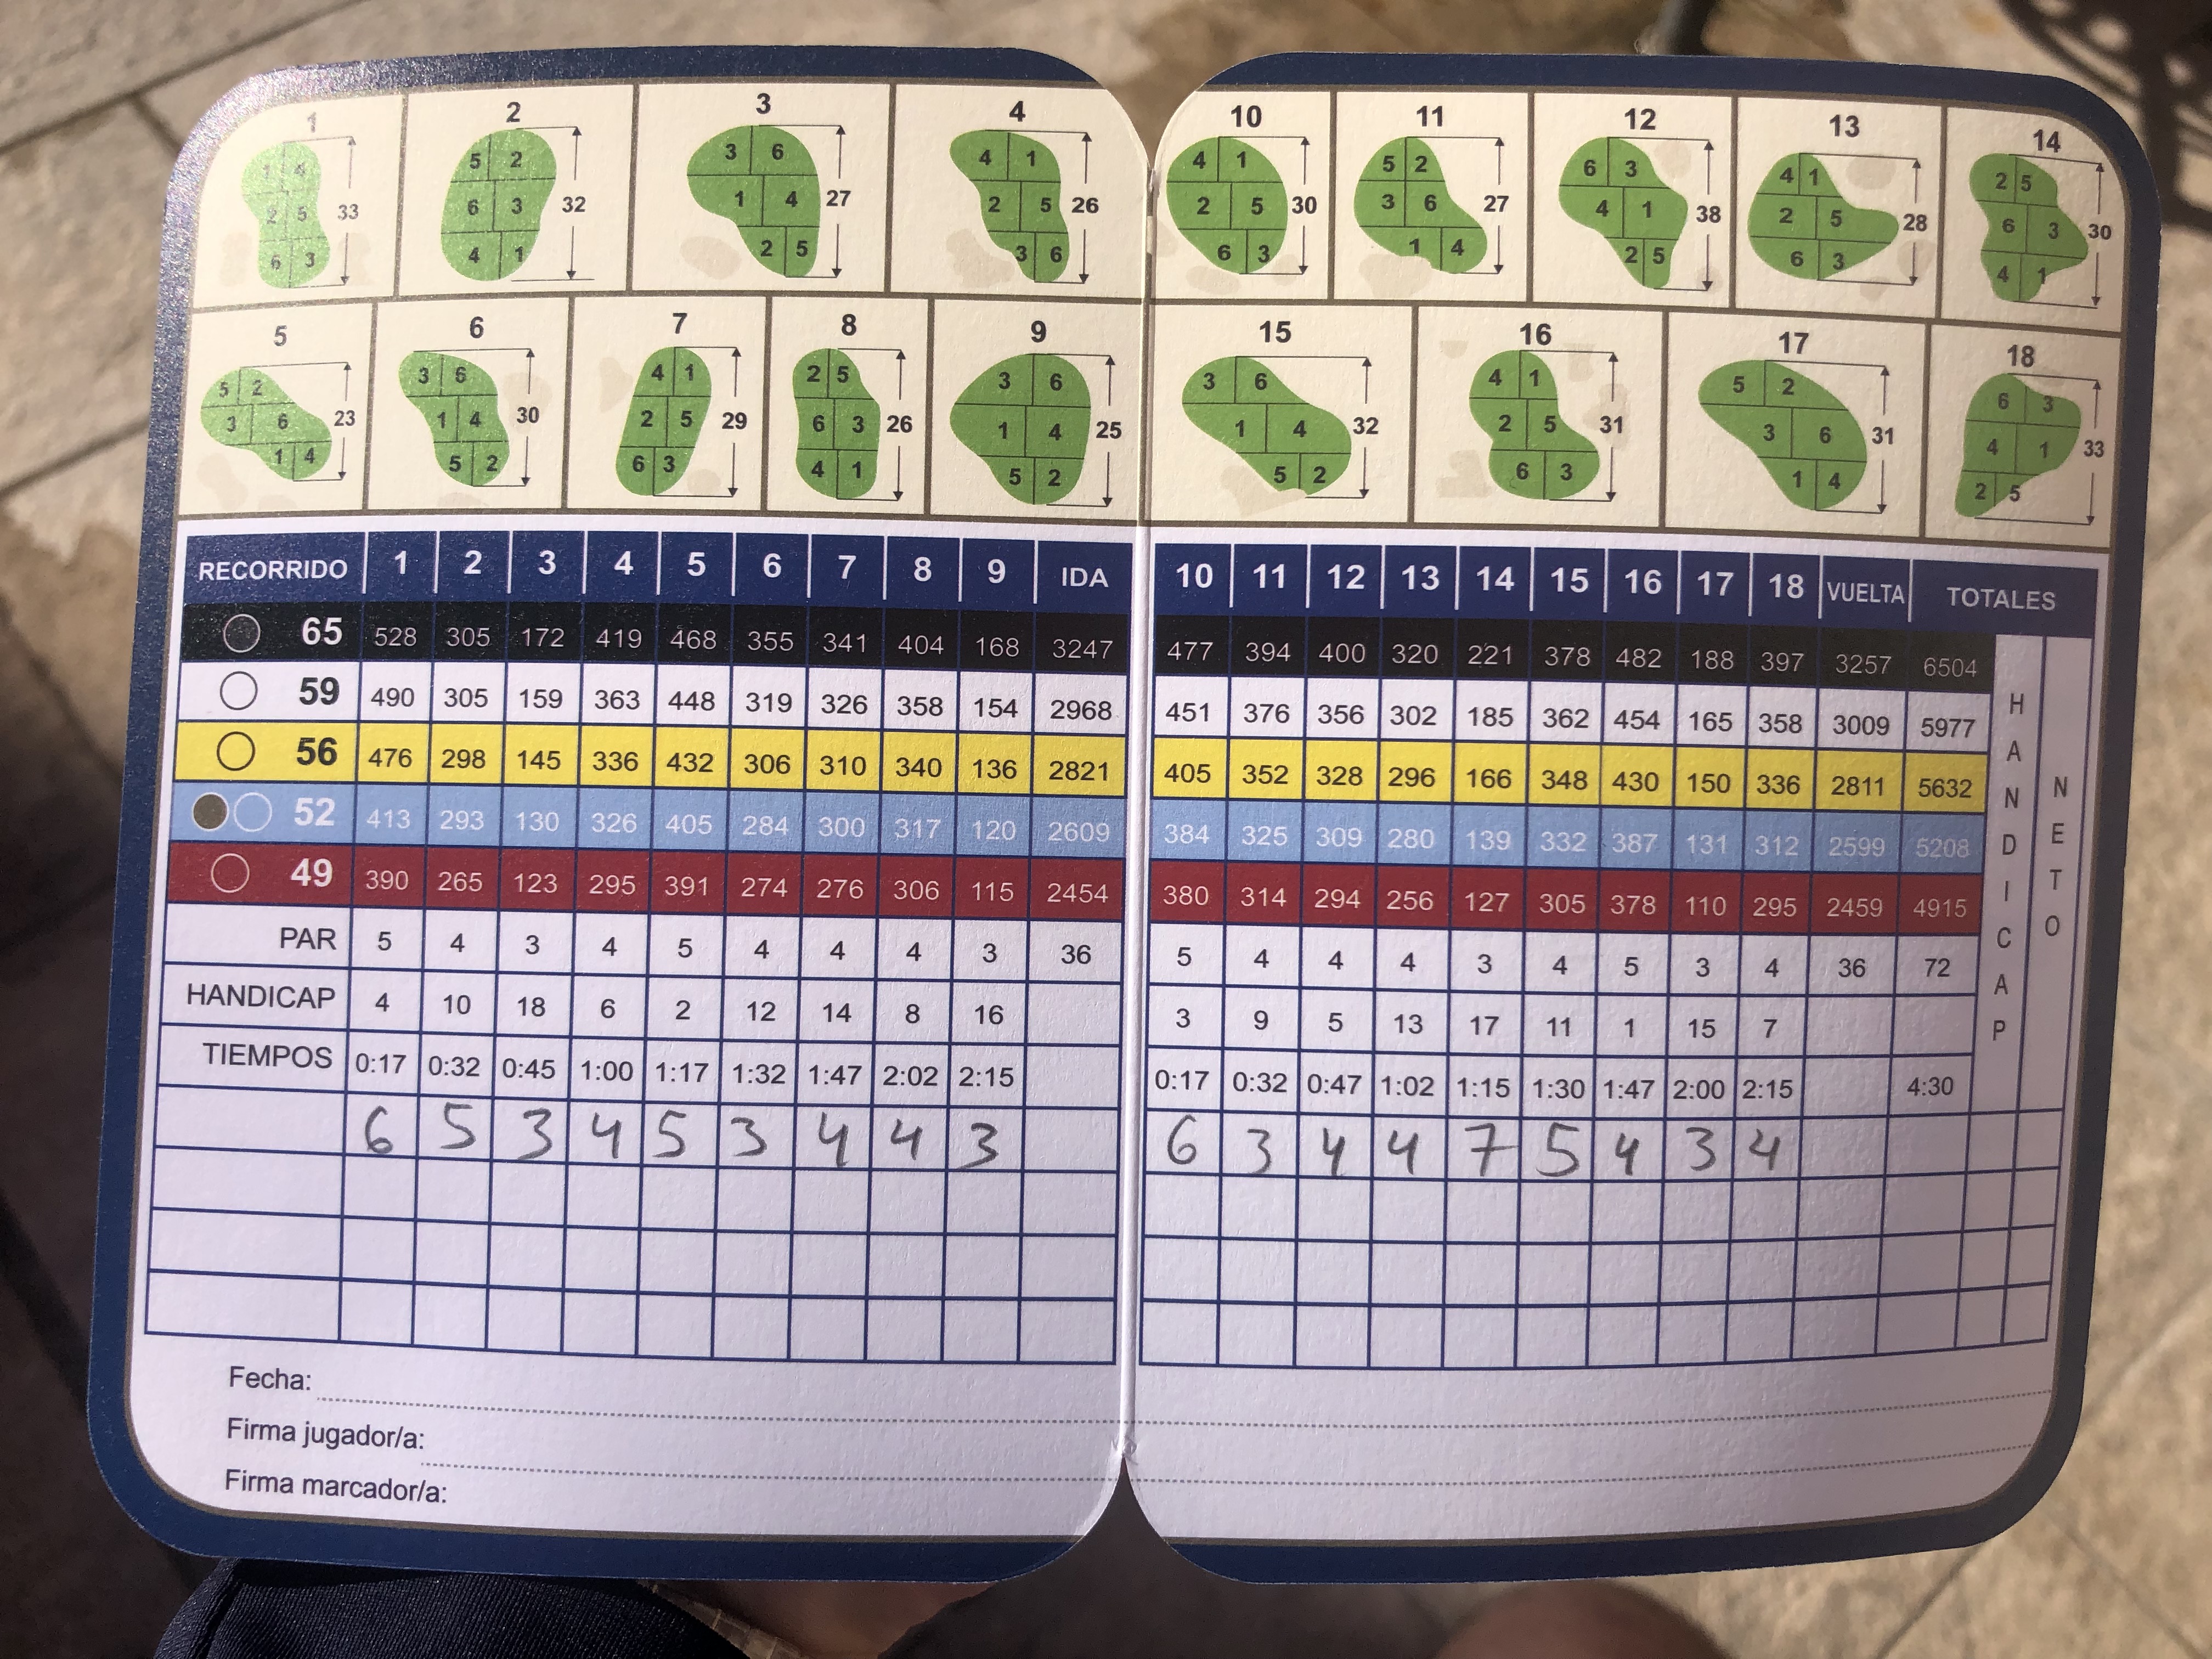 1 2 3 4 10 11 12 13 14
33 32 27 26 30 27 38 28 30
5 6 7 8 9 15 16 17 18
23 30 29 26 25 32 31 31 33
RECORRIDO 1 2 3 4 5 6 7 8 9 IDA 10 11 12 13 14 15 16 17 18 VUELTA TOTALES
65 528 305 172 419 468 355 341 404 168 3247 477 394 400 320 221 378 482 188 397 3257 6504
59 490 305 159 363 448 319 326 358 154 2968 451 376 356 302 185 362 454 165 358 3009 5977
56 476 298 145 336 432 306 310 340 136 2821 405 352 328 296 166 348 430 150 336 2811 5632
52 413 293 130 326 405 284 300 317 120 2609 384 325 309 280 139 332 387 131 312 2599 5208
49 390 265 123 295 391 274 276 306 115 2454 380 314 294 256 127 305 378 110 295 2459 4915
PAR 5 4 3 4 5 4 4 4 3 36 5 4 4 4 3 4 5 3 4 36 72
HANDICAP 4 10 18 6 2 12 14 8 16 3 9 5 13 17 11 1 15 7
TIEMPOS 0:17 0:32 0:45 1:00 1:17 1:32 1:47 2:02 2:15 0:17 0:32 0:47 1:02 1:15 1:30 1:47 2:00 2:15 4:30
6 5 3 4 5 3 4 4 3 6 3 4 4 7 5 4 3 4
HANDICAP
NETO
Fecha:
Firma jugador/a:
Firma marcador/a: